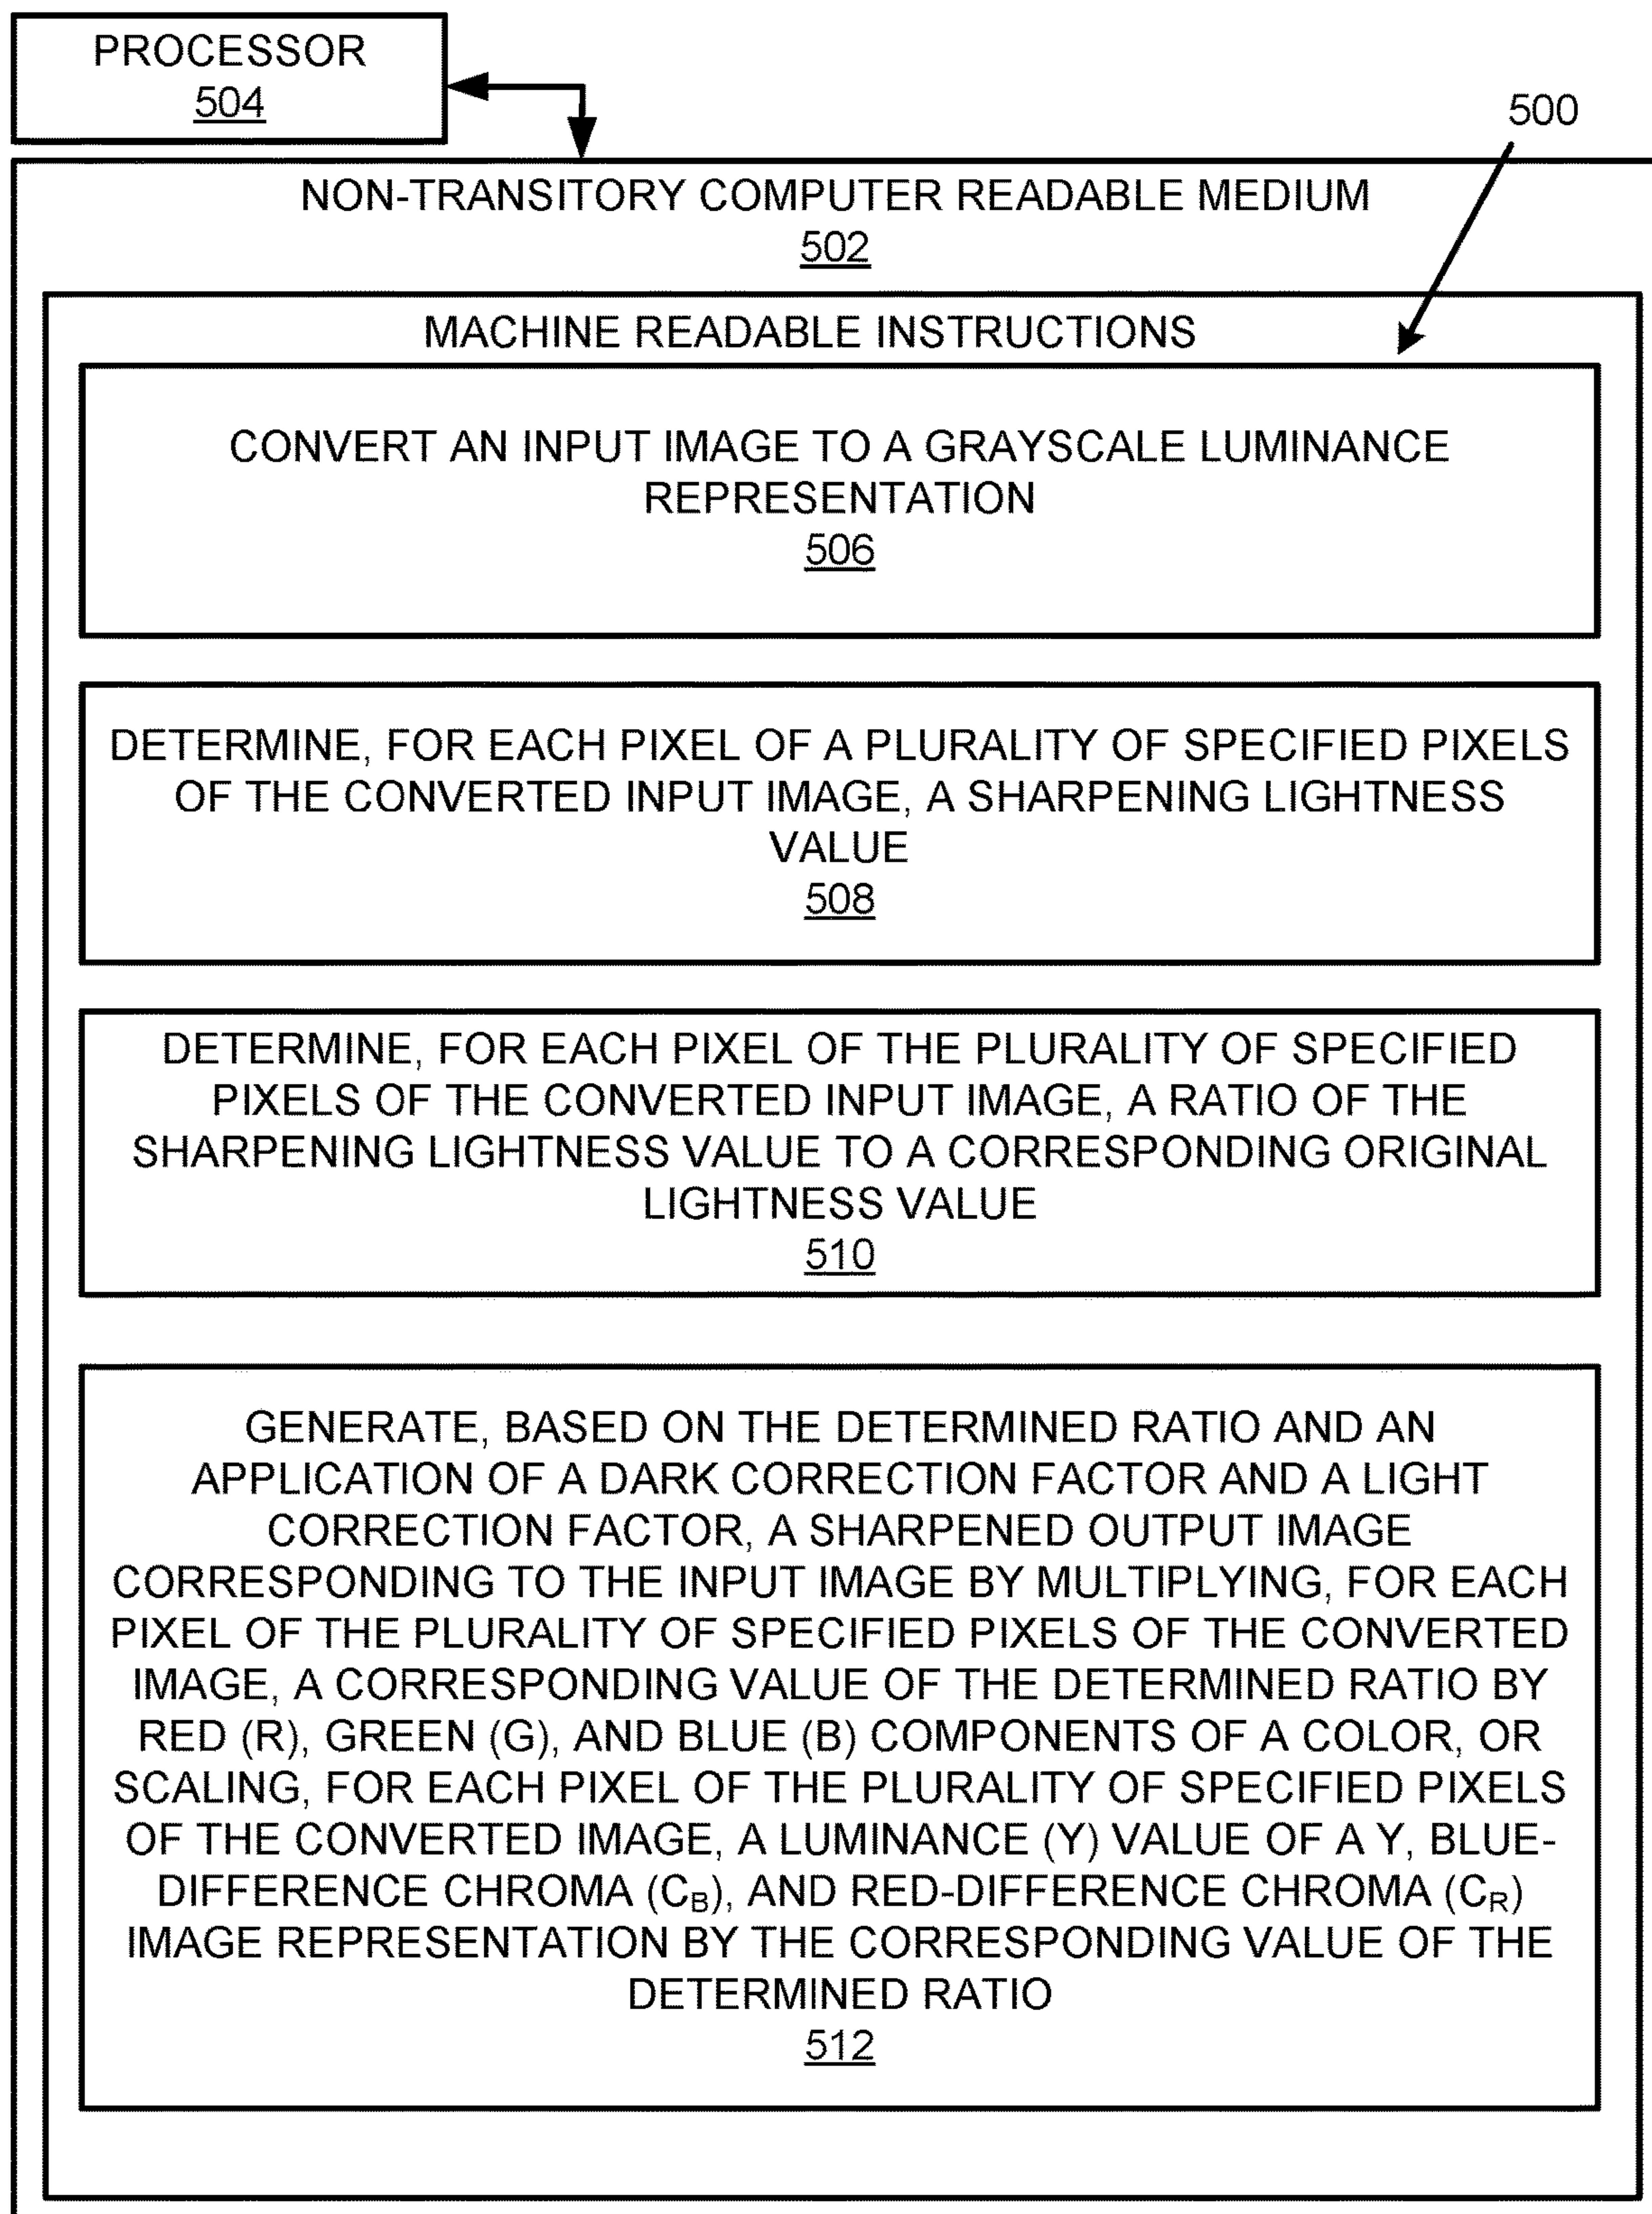 PROCESSOR
504
500
NON-TRANSITORY COMPUTER READABLE MEDIUM
502
MACHINE READABLE INSTRUCTIONS
CONVERT AN INPUT IMAGE TO A GRAYSCALE LUMINANCE
REPRESENTATION
506
DETERMINE, FOR EACH PIXEL OF A PLURALITY OF SPECIFIED PIXELS
OF THE CONVERTED INPUT IMAGE, A SHARPENING LIGHTNESS
VALUE
508
DETERMINE, FOR EACH PIXEL OF THE PLURALITY OF SPECIFIED
PIXELS OF THE CONVERTED INPUT IMAGE, A RATIO OF THE
SHARPENING LIGHTNESS VALUE TO A CORRESPONDING ORIGINAL
LIGHTNESS VALUE
510
GENERATE, BASED ON THE DETERMINED RATIO AND AN
APPLICATION OF A DARK CORRECTION FACTOR AND A LIGHT
CORRECTION FACTOR, A SHARPENED OUTPUT IMAGE
CORRESPONDING TO THE INPUT IMAGE BY MULTIPLYING, FOR EACH
PIXEL OF THE PLURALITY OF SPECIFIED PIXELS OF THE CONVERTED
IMAGE, A CORRESPONDING VALUE OF THE DETERMINED RATIO BY
RED (R), GREEN (G), AND BLUE (B) COMPONENTS OF A COLOR, OR
SCALING, FOR EACH PIXEL OF THE PLURALITY OF SPECIFIED PIXELS
OF THE CONVERTED IMAGE, A LUMINANCE (Y) VALUE OF A Y, BLUE-
DIFFERENCE CHROMA (CB), AND RED-DIFFERENCE CHROMA (CR)
IMAGE REPRESENTATION BY THE CORRESPONDING VALUE OF THE
DETERMINED RATIO
512